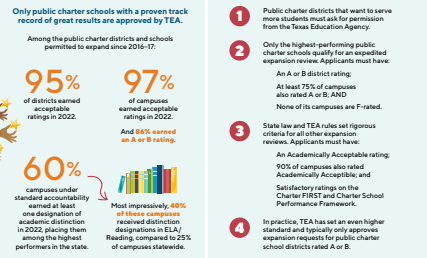 Only public charter schools with a proven track
record of great results are approved by TEA.
Among the public charter districts and schools
permitted to expand since 2016–17:
95%
of districts earned
acceptable
ratings in 2022.
97%
of campuses
earned acceptable
ratings in 2022.
And 86% earned
an A or B rating.
60%
campuses under
standard accountability
earned at least
one designation of
academic distinction
in 2022, placing them
among the highest
performers in the state.
Most impressively, 40%
of these campuses
received distinction
designations in ELA/
Reading, compared to 25%
of campuses statewide.
1
Public charter districts that want to serve
more students must ask for permission
from the Texas Education Agency.
2
Only the highest-performing public
charter schools qualify for an expedited
expansion review. Applicants must have:
An A or B district rating;
At least 75% of campuses
also rated A or B; AND
None of its campuses are F-rated.
3
State law and TEA rules set rigorous
criteria for all other expansion
reviews. Applicants must have:
An Academically Acceptable rating;
90% of campuses also rated
Academically Acceptible; and
Satisfactory ratings on the
Charter FIRST and Charter School
Performance Framework.
4
In practice, TEA has set an even higher
standard and typically only approves
expansion requests for public charter
school districts rated A or B.